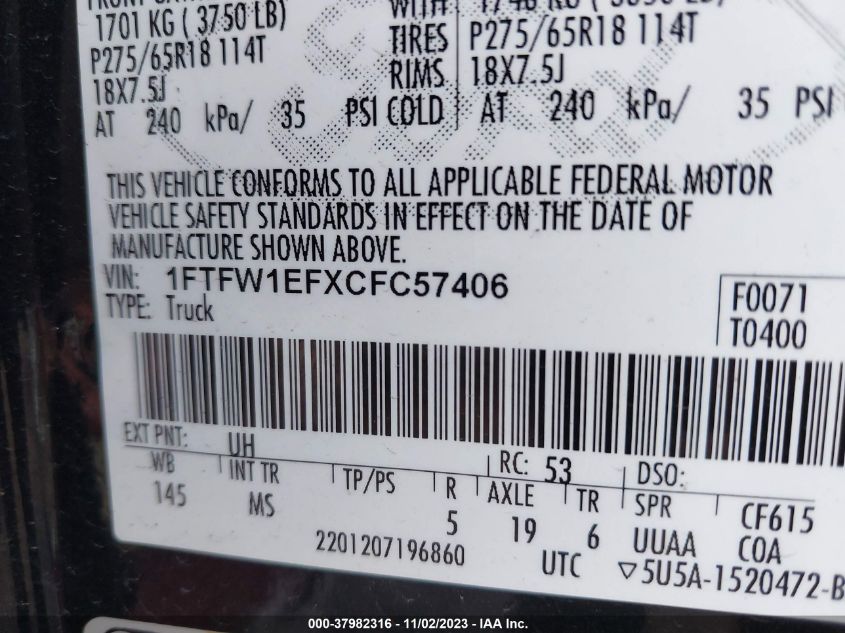 1701 KG ( 3750 LB)
WITH
TIRES P275/65R18 114T
P275/65R18 114T
RIMS 18X7.5J
18X7.5J
AT 240 kPa/ 35 PSI COLD AT 240 kPa/ 35 PSI
THIS VEHICLE CONFORMS TO ALL APPLICABLE FEDERAL MOTOR
VEHICLE SAFETY STANDARDS IN EFFECT ON THE DATE OF
MANUFACTURE SHOWN ABOVE.
VIN: 1FTFW1EFXCFC57406
TYPE: Truck
F0071
T0400
EXT PNT: UH RC: 53 DSO:
WB INT TR TP/PS R AXLE TR SPR CF615
145 MS 5 19 6 UUAA COA
2201207196860 UTC ▽5U5A-1520472-B
000-37982316 - 11/02/2023 - IAA Inc.